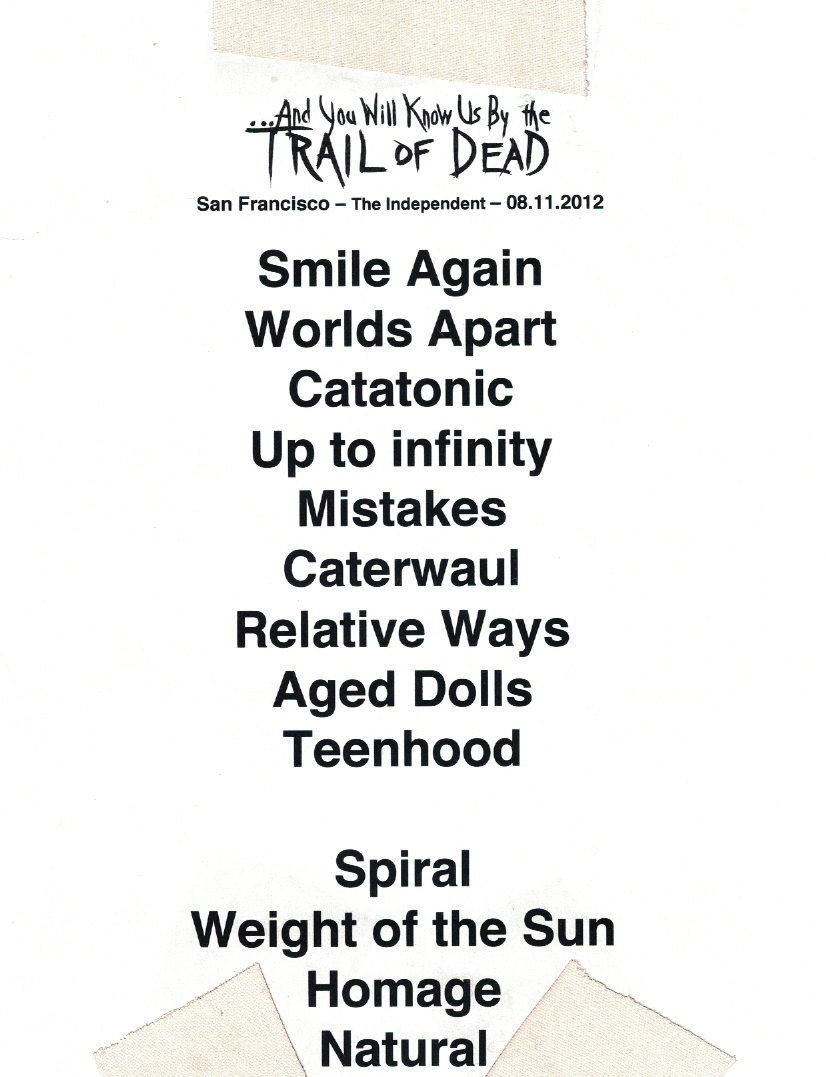 ...And You Will Know Us By the
TRAIL OF DEAD
San Francisco – The Independent – 08.11.2012
Smile Again
Worlds Apart
Catatonic
Up to infinity
Mistakes
Caterwaul
Relative Ways
Aged Dolls
Teenhood
Spiral
Weight of the Sun
Homage
Natural